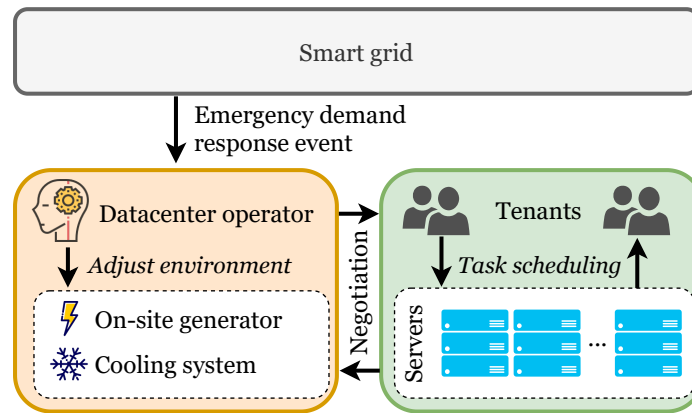 Smart grid
Emergency demand
response event
Datacenter operator
Adjust environment
On-site generator
Cooling system
Negotiation
Tenants
Task scheduling
Servers
...